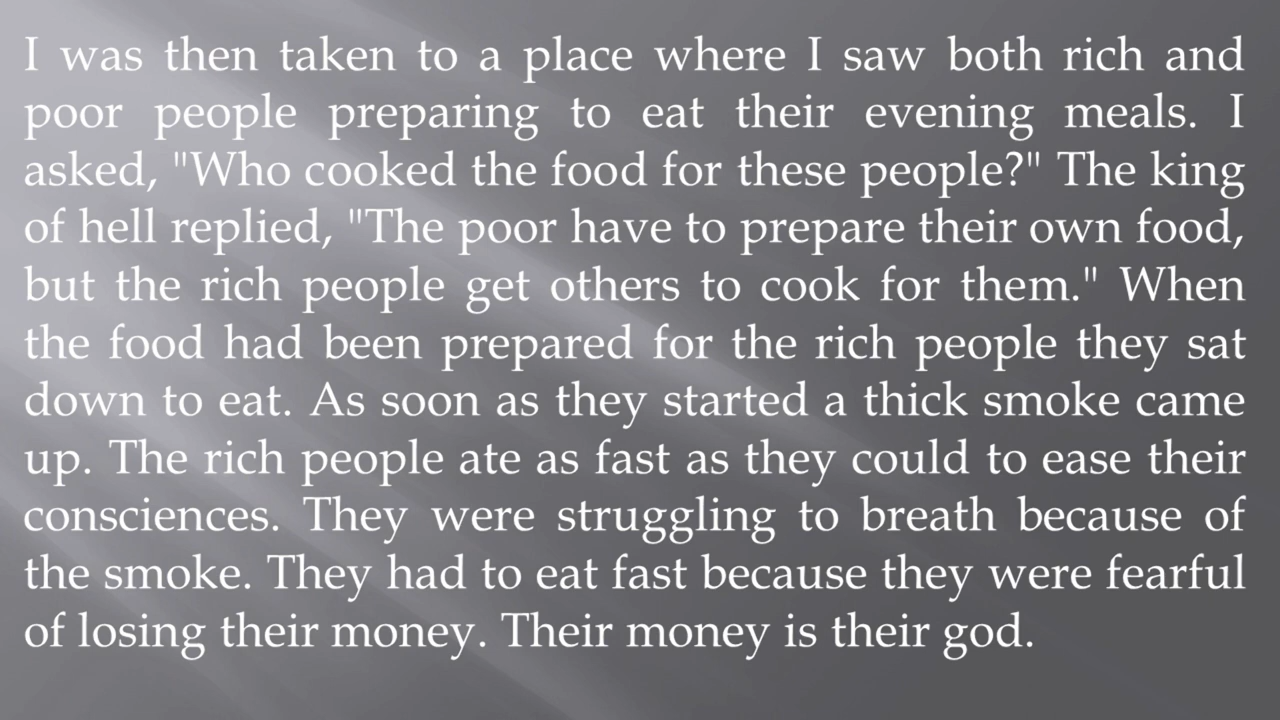 I was then taken to a place where I saw both rich and
poor people preparing to eat their evening meals. I
asked, "Who cooked the food for these people?" The king
of hell replied, "The poor have to prepare their own food,
but the rich people get others to cook for them." When
the food had been prepared for the rich people they sat
down to eat. As soon as they started a thick smoke came
up. The rich people ate as fast as they could to ease their
consciences. They were struggling to breath because of
the smoke. They had to eat fast because they were fearful
of losing their money. Their money is their god.